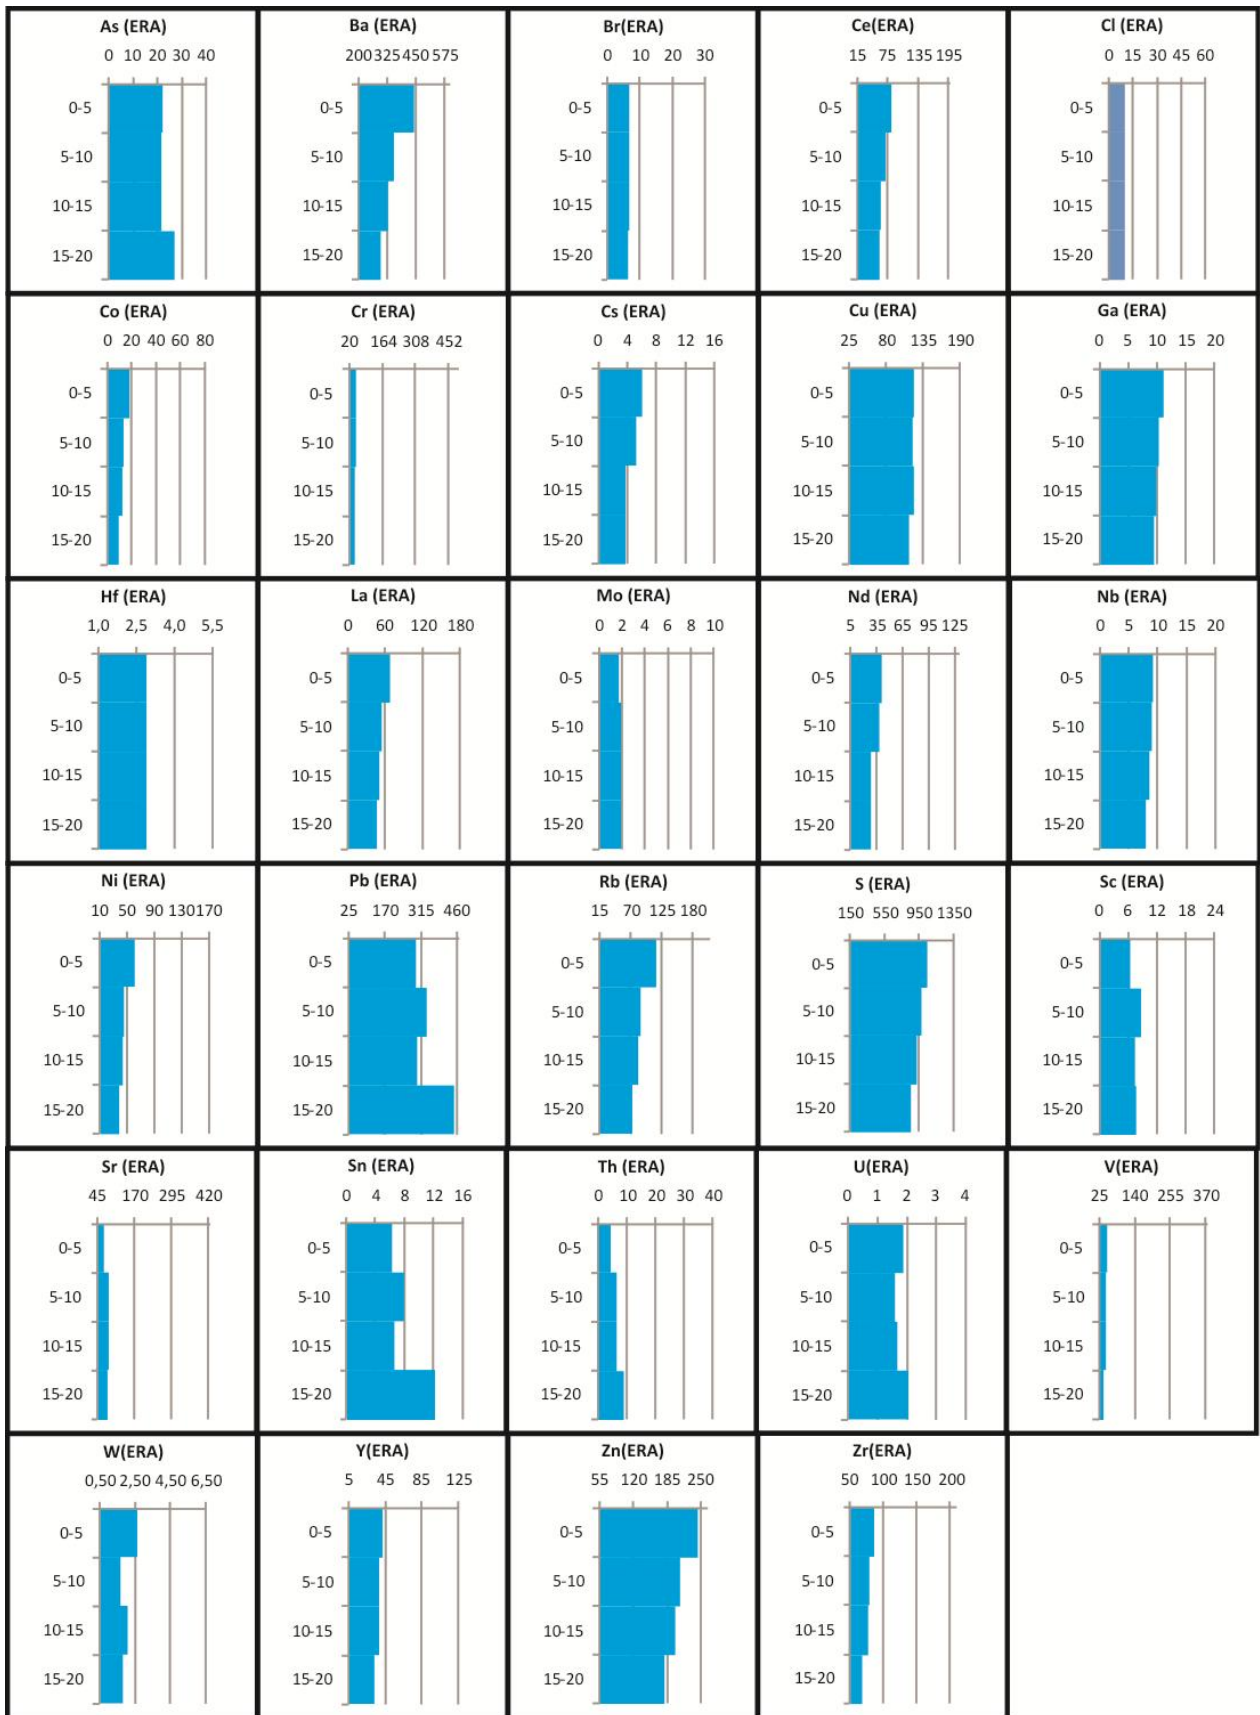 As (ERA)
0 10 20 30 40
0-5
5-10
10-15
15-20
Ba (ERA)
200 325 450 575
0-5
5-10
10-15
15-20
Br(ERA)
0 10 20 30
0-5
5-10
10-15
15-20
Ce(ERA)
15 75 135 195
0-5
5-10
10-15
15-20
Cl (ERA)
0 15 30 45 60
0-5
5-10
10-15
15-20
Co (ERA)
0 20 40 60 80
0-5
5-10
10-15
15-20
Cr (ERA)
20 164 308 452
0-5
5-10
10-15
15-20
Cs (ERA)
0 4 8 12 16
0-5
5-10
10-15
15-20
Cu (ERA)
25 80 135 190
0-5
5-10
10-15
15-20
Ga (ERA)
0 5 10 15 20
0-5
5-10
10-15
15-20
Hf (ERA)
1,0 2,5 4,0 5,5
0-5
5-10
10-15
15-20
La (ERA)
0 60 120 180
0-5
5-10
10-15
15-20
Mo (ERA)
0 2 4 6 8 10
0-5
5-10
10-15
15-20
Nd (ERA)
5 35 65 95 125
0-5
5-10
10-15
15-20
Nb (ERA)
0 5 10 15 20
0-5
5-10
10-15
15-20
Ni (ERA)
10 50 90 130 170
0-5
5-10
10-15
15-20
Pb (ERA)
25 170 315 460
0-5
5-10
10-15
15-20
Rb (ERA)
15 70 125 180
0-5
5-10
10-15
15-20
S (ERA)
150 550 950 1350
0-5
5-10
10-15
15-20
Sc (ERA)
0 6 12 18 24
0-5
5-10
10-15
15-20
Sr (ERA)
45 170 295 420
0-5
5-10
10-15
15-20
Sn (ERA)
0 4 8 12 16
0-5
5-10
10-15
15-20
Th (ERA)
0 10 20 30 40
0-5
5-10
10-15
15-20
U(ERA)
0 1 2 3 4
0-5
5-10
10-15
15-20
V(ERA)
25 140 255 370
0-5
5-10
10-15
15-20
W(ERA)
0,50 2,50 4,50 6,50
0-5
5-10
10-15
15-20
Y(ERA)
5 45 85 125
0-5
5-10
10-15
15-20
Zn(ERA)
55 120 185 250
0-5
5-10
10-15
15-20
Zr(ERA)
50 100 150 200
0-5
5-10
10-15
15-20